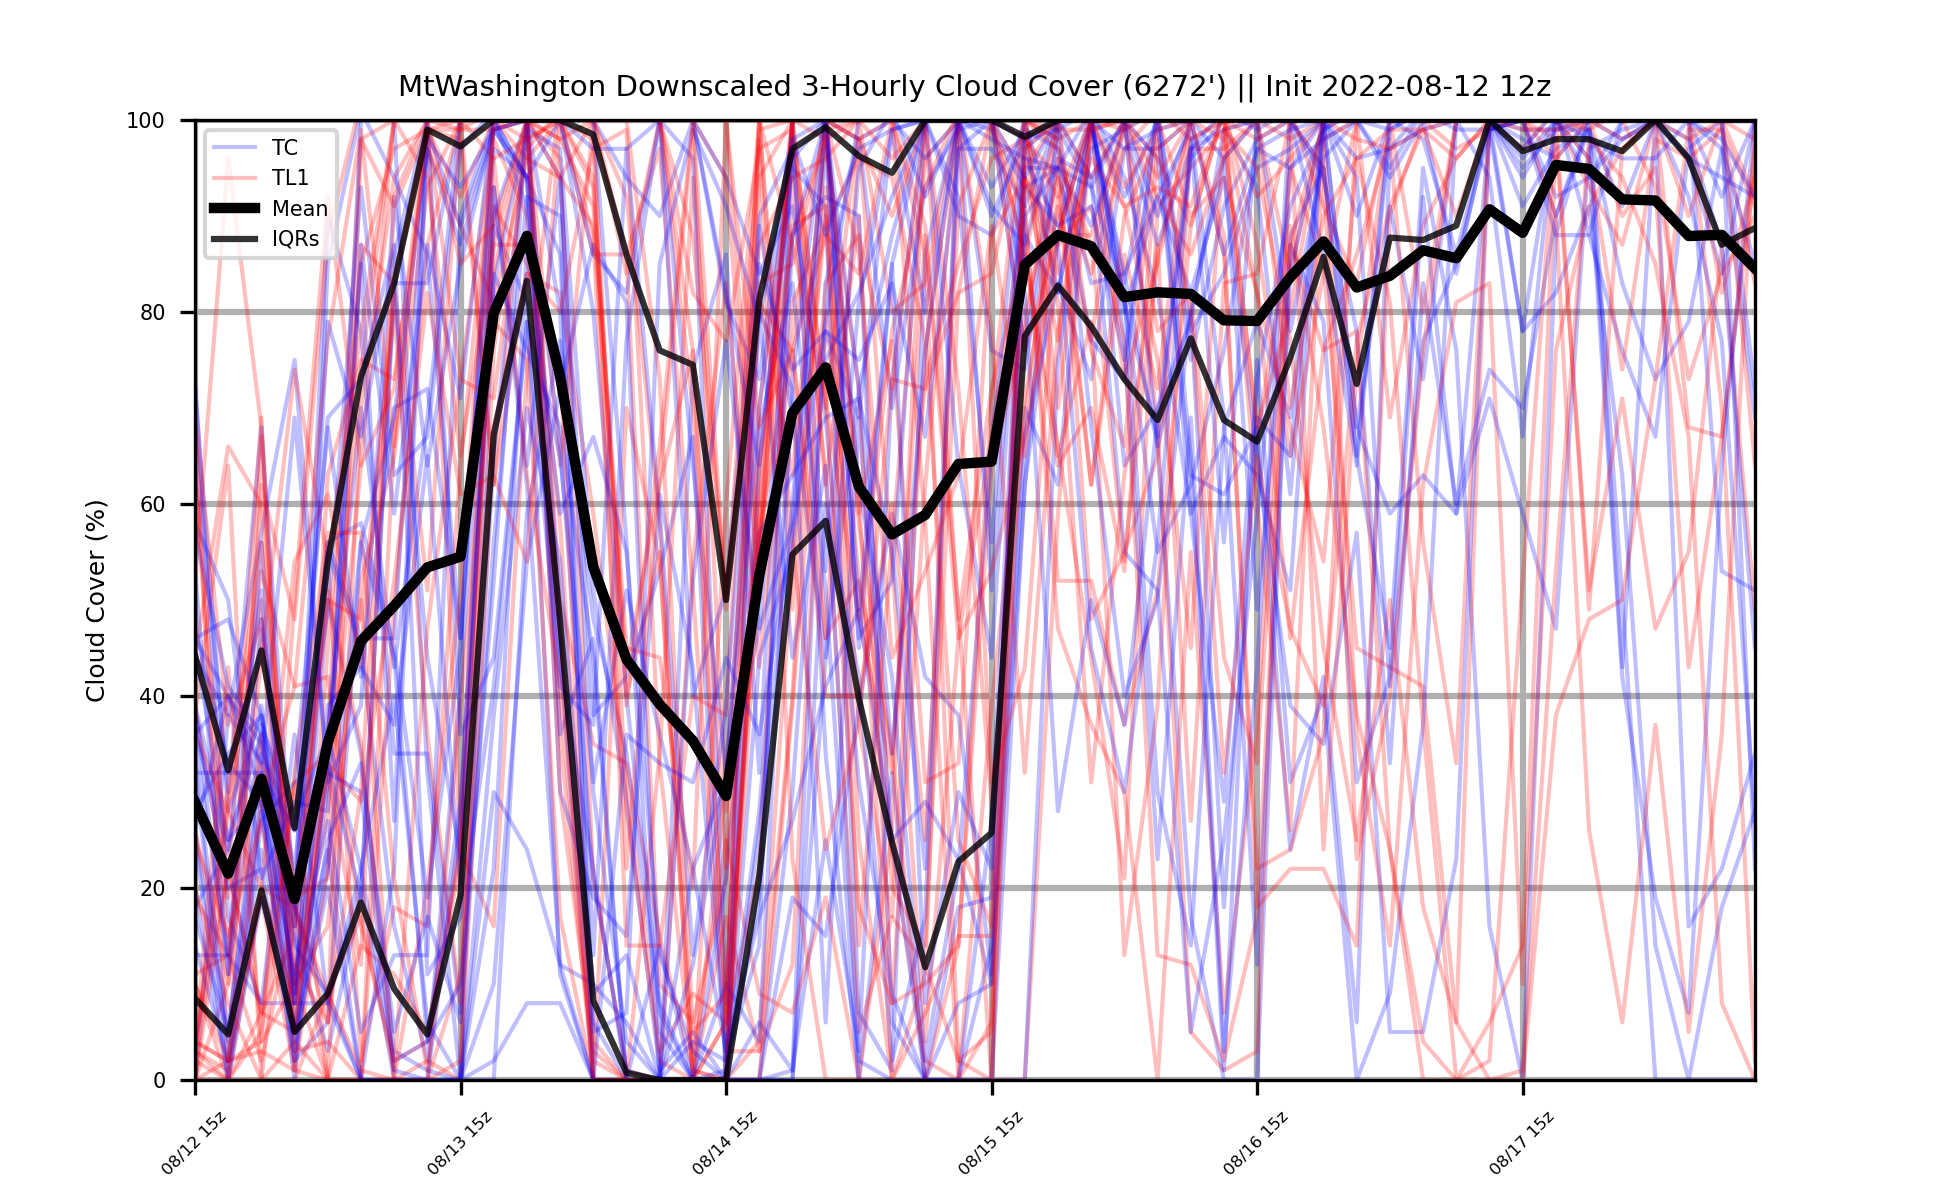 MtWashington Downscaled 3-Hourly Cloud Cover (6272') || Init 2022-08-12 12z
TC
TL1
Mean
IQRs
Cloud Cover (%)
100
80
60
40
20
0
08/12 15z
08/13 15z
08/14 15z
08/15 15z
08/16 15z
08/17 15z